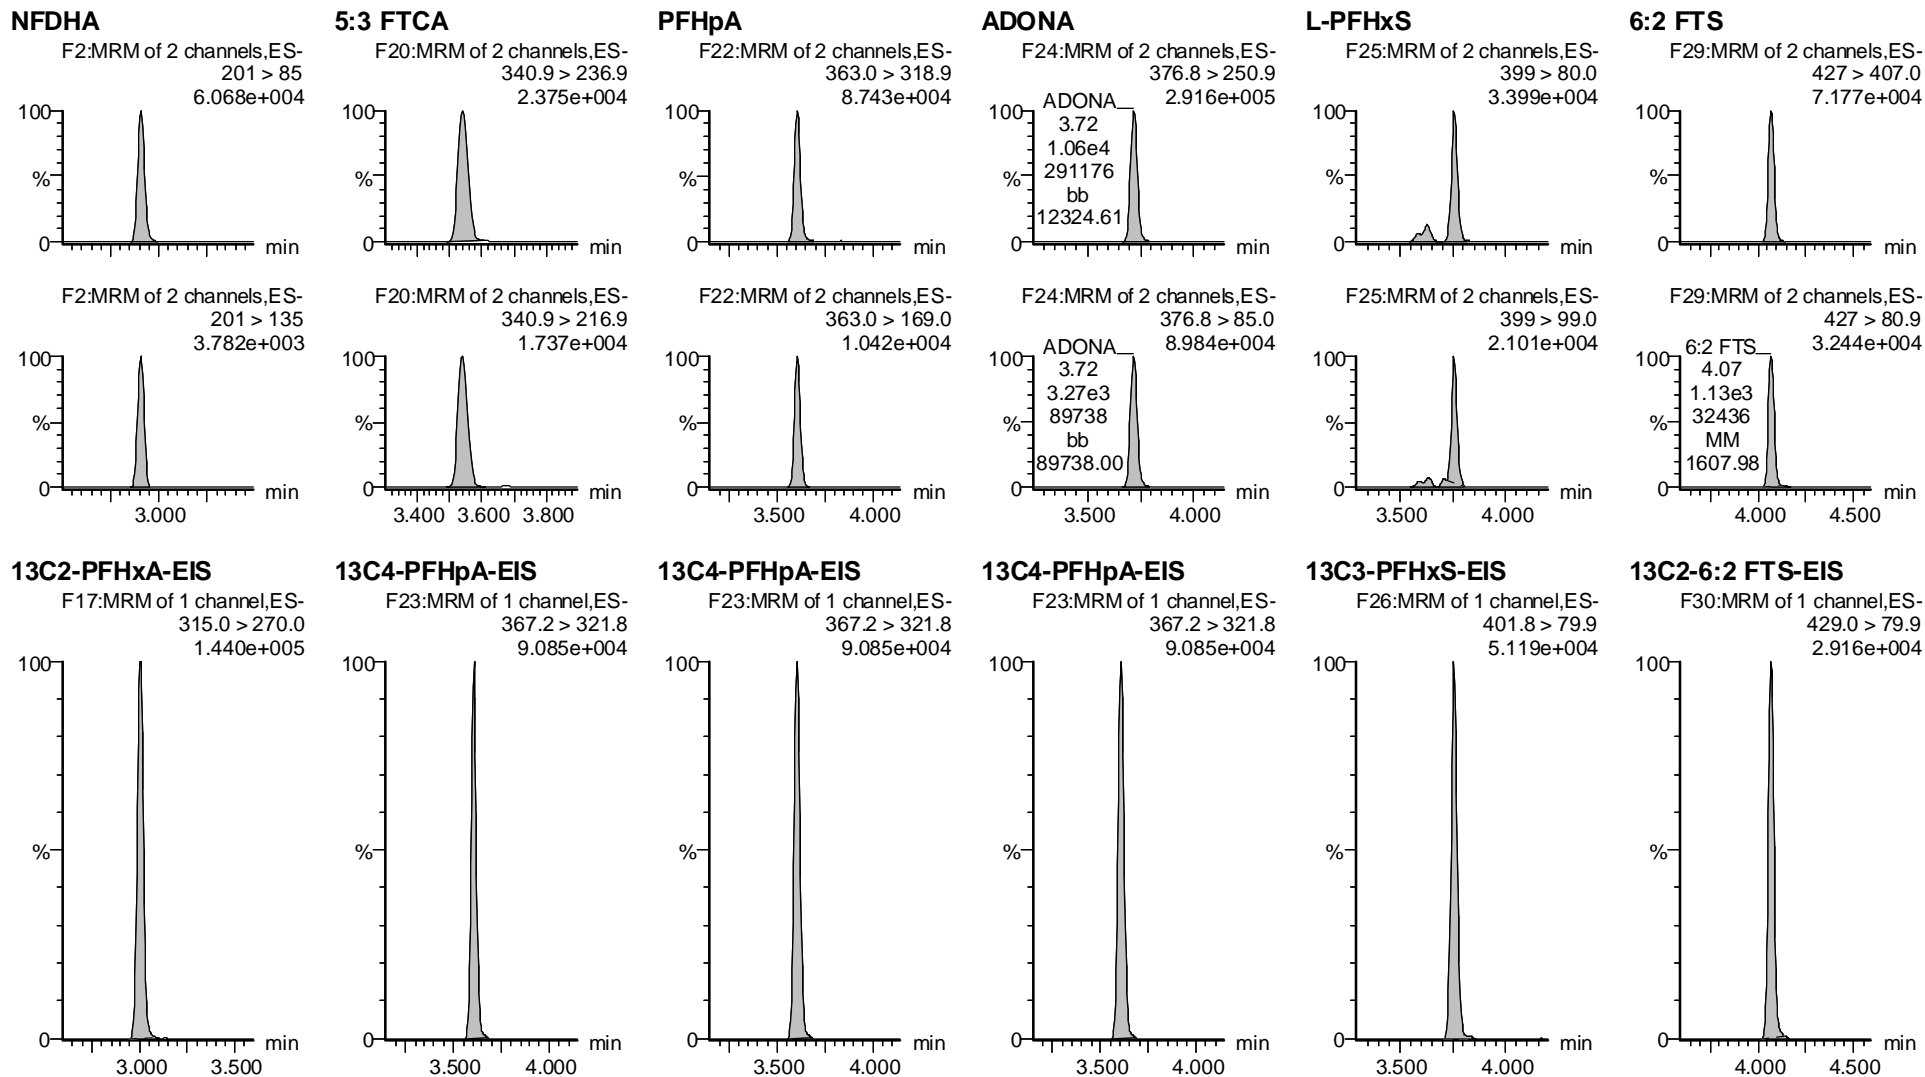 NFDHA
F2:MRM of 2 channels,ES-
201 > 85
6.068e+004
100
%
0
min
5:3 FTCA
F20:MRM of 2 channels,ES-
340.9 > 236.9
2.375e+004
100
%
0
min
PFHpA
F22:MRM of 2 channels,ES-
363.0 > 318.9
8.743e+004
100
%
0
min
ADONA
F24:MRM of 2 channels,ES-
376.8 > 250.9
2.916e+005
ADONA
3.72
1.06e4
291176
bb
12324.61
100
%
0
min
L-PFHxS
F25:MRM of 2 channels,ES-
399 > 80.0
3.399e+004
100
%
0
min
6:2 FTS
F29:MRM of 2 channels,ES-
427 > 407.0
7.177e+004
100
%
0
min
F2:MRM of 2 channels,ES-
201 > 135
3.782e+003
100
%
0
min
3.000
F20:MRM of 2 channels,ES-
340.9 > 216.9
1.737e+004
100
%
0
min
3.400 3.600 3.800
F22:MRM of 2 channels,ES-
363.0 > 169.0
1.042e+004
100
%
0
min
3.500 4.000
F24:MRM of 2 channels,ES-
376.8 > 85.0
8.984e+004
ADONA
3.72
3.27e3
89738
bb
89738.00
100
%
0
min
3.500 4.000
F25:MRM of 2 channels,ES-
399 > 99.0
2.101e+004
100
%
0
min
3.500 4.000
F29:MRM of 2 channels,ES-
427 > 80.9
3.244e+004
6:2 FTS
4.07
1.13e3
32436
MM
1607.98
100
%
0
min
4.000 4.500
13C2-PFHxA-EIS
F17:MRM of 1 channel,ES-
315.0 > 270.0
1.440e+005
100
%
0
min
3.000 3.500
13C4-PFHpA-EIS
F23:MRM of 1 channel,ES-
367.2 > 321.8
9.085e+004
100
%
0
min
3.500 4.000
13C4-PFHpA-EIS
F23:MRM of 1 channel,ES-
367.2 > 321.8
9.085e+004
100
%
0
min
3.500 4.000
13C4-PFHpA-EIS
F23:MRM of 1 channel,ES-
367.2 > 321.8
9.085e+004
100
%
0
min
3.500 4.000
13C3-PFHxS-EIS
F26:MRM of 1 channel,ES-
401.8 > 79.9
5.119e+004
100
%
0
min
3.500 4.000
13C2-6:2 FTS-EIS
F30:MRM of 1 channel,ES-
429.0 > 79.9
2.916e+004
100
%
0
min
4.000 4.500